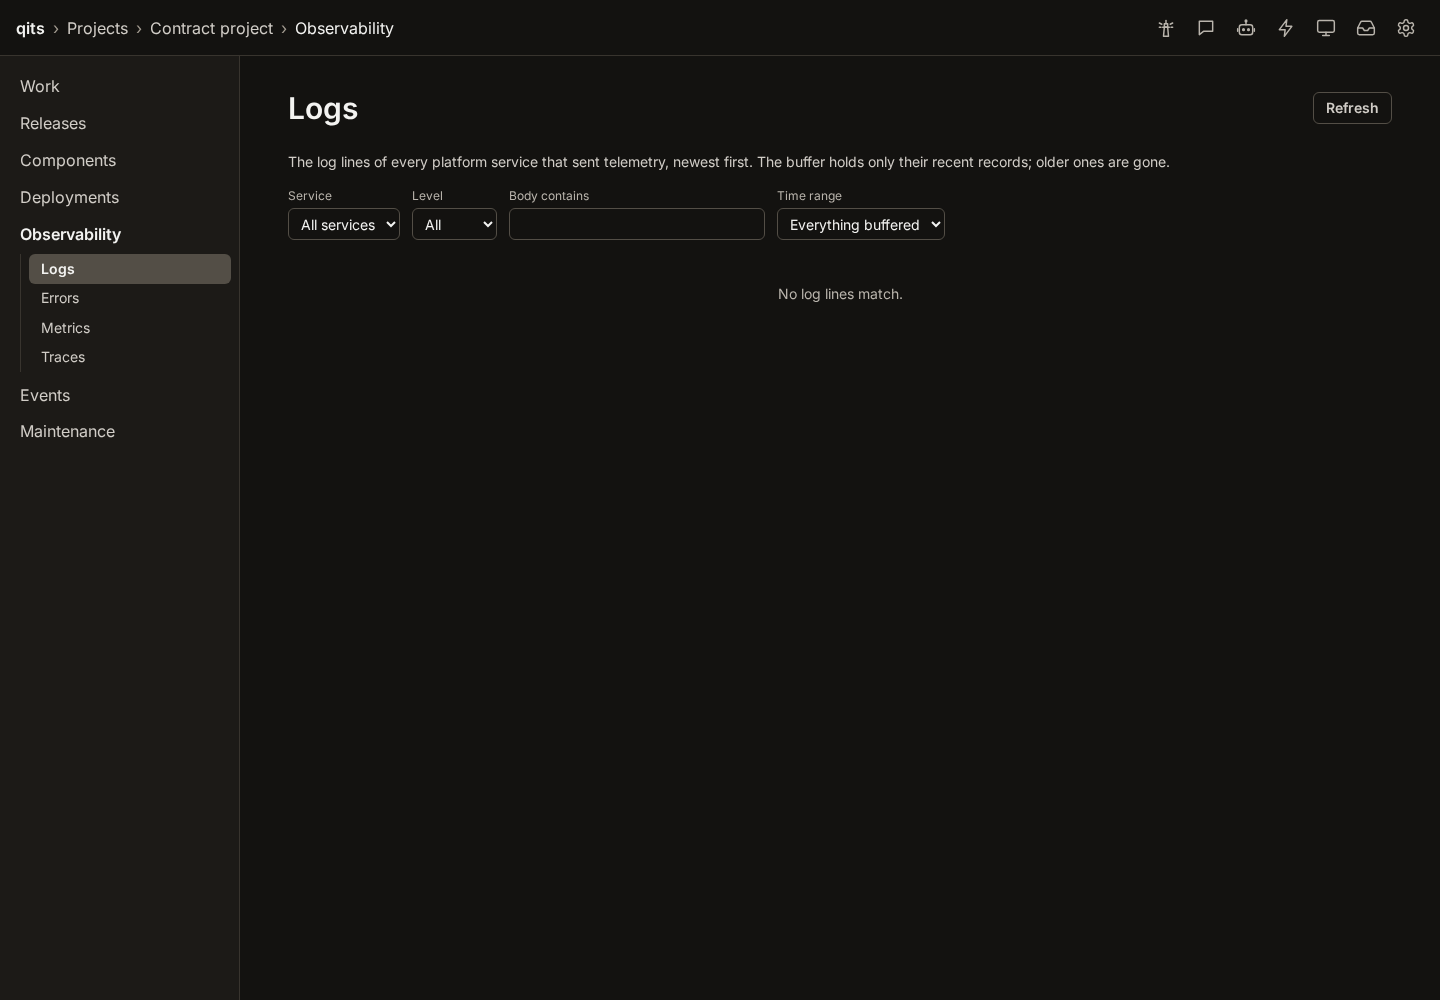 qits › Projects › Contract project › Observability
Work
Releases
Components
Deployments
Observability
Logs
Errors
Metrics
Traces
Events
Maintenance
Logs
Refresh
The log lines of every platform service that sent telemetry, newest first. The buffer holds only their recent records; older ones are gone.
Service Level Body contains Time range
All services All Everything buffered
No log lines match.